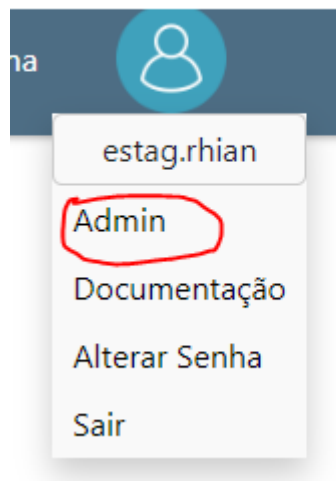 na
estag.rhian
Admin
Documentação
Alterar Senha
Sair